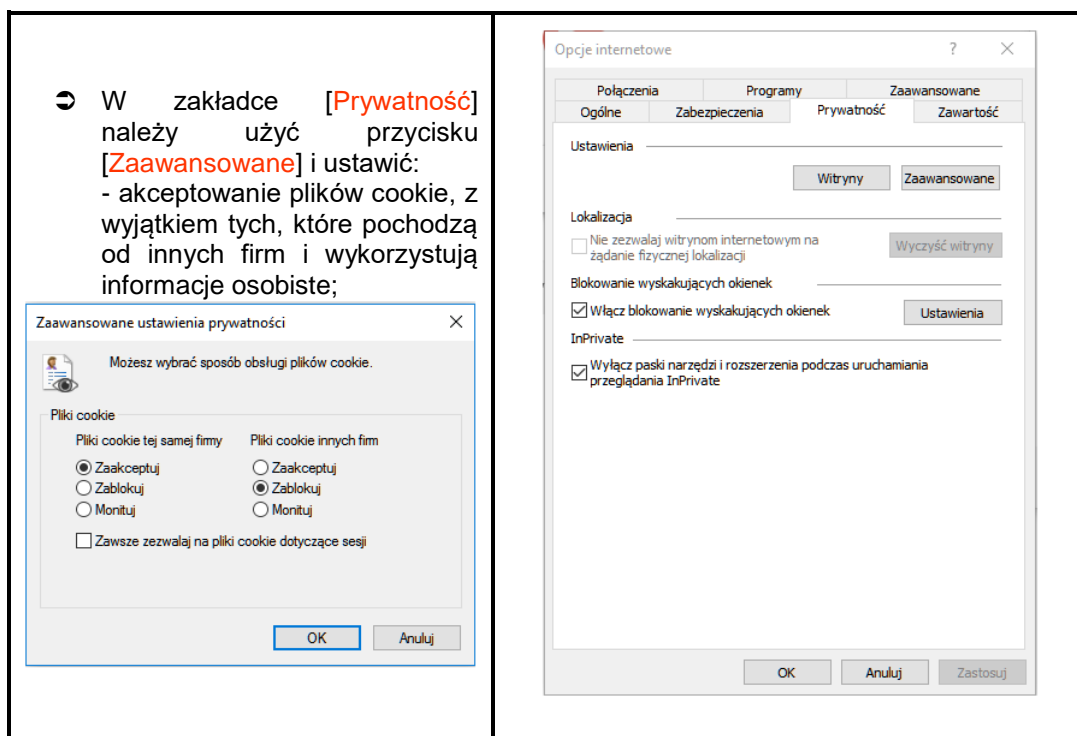 ➲ W zakładce [Prywatność]
należy użyć przycisku
[Zaawansowane] i ustawić:
- akceptowanie plików cookie, z
wyjątkiem tych, które pochodzą
od innych firm i wykorzystują
informacje osobiste;
Zaawansowane ustawienia prywatności
Możesz wybrać sposób obsługi plików cookie.
Pliki cookie
Pliki cookie tej samej firmy Pliki cookie innych firm
Zaakceptuj Zaakceptuj
Zablokuj Zablokuj
Monituj Monituj
Zawsze zezwalaj na pliki cookie dotyczące sesji
OK Anuluj
Opcje internetowe ?
Połączenia Programy Zaawansowane
Ogólne Zabezpieczenia Prywatność Zawartość
Ustawienia
Witryny Zaawansowane
Lokalizacja
Nie zezwalaj witrynom internetowym na
żądanie fizycznej lokalizacji
Wyczyść witryny
Blokowanie wyskakujących okienek
Włącz blokowanie wyskakujących okienek Ustawienia
InPrivate
Wyłącz paski narzędzi i rozszerzenia podczas uruchamiania
przeglądania InPrivate
OK Anuluj Zastosuj